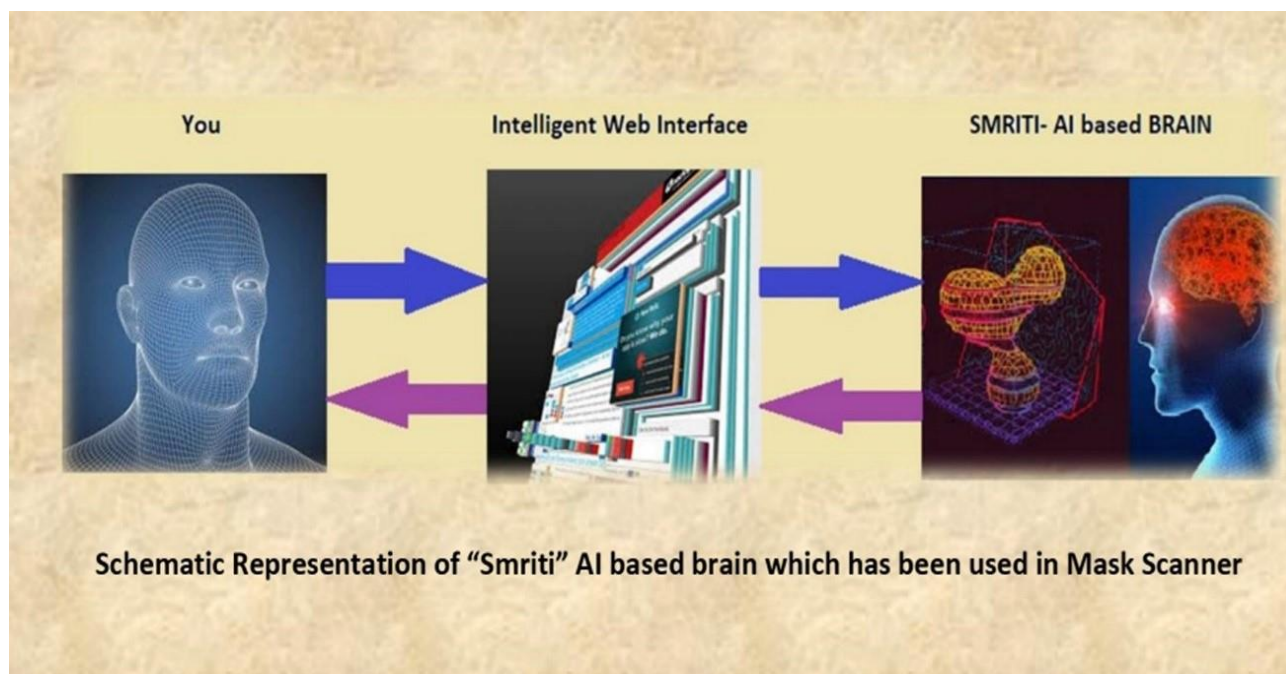 You
Intelligent Web Interface
SMRITI- AI based BRAIN
Schematic Representation of “Smriti” AI based brain which has been used in Mask Scanner